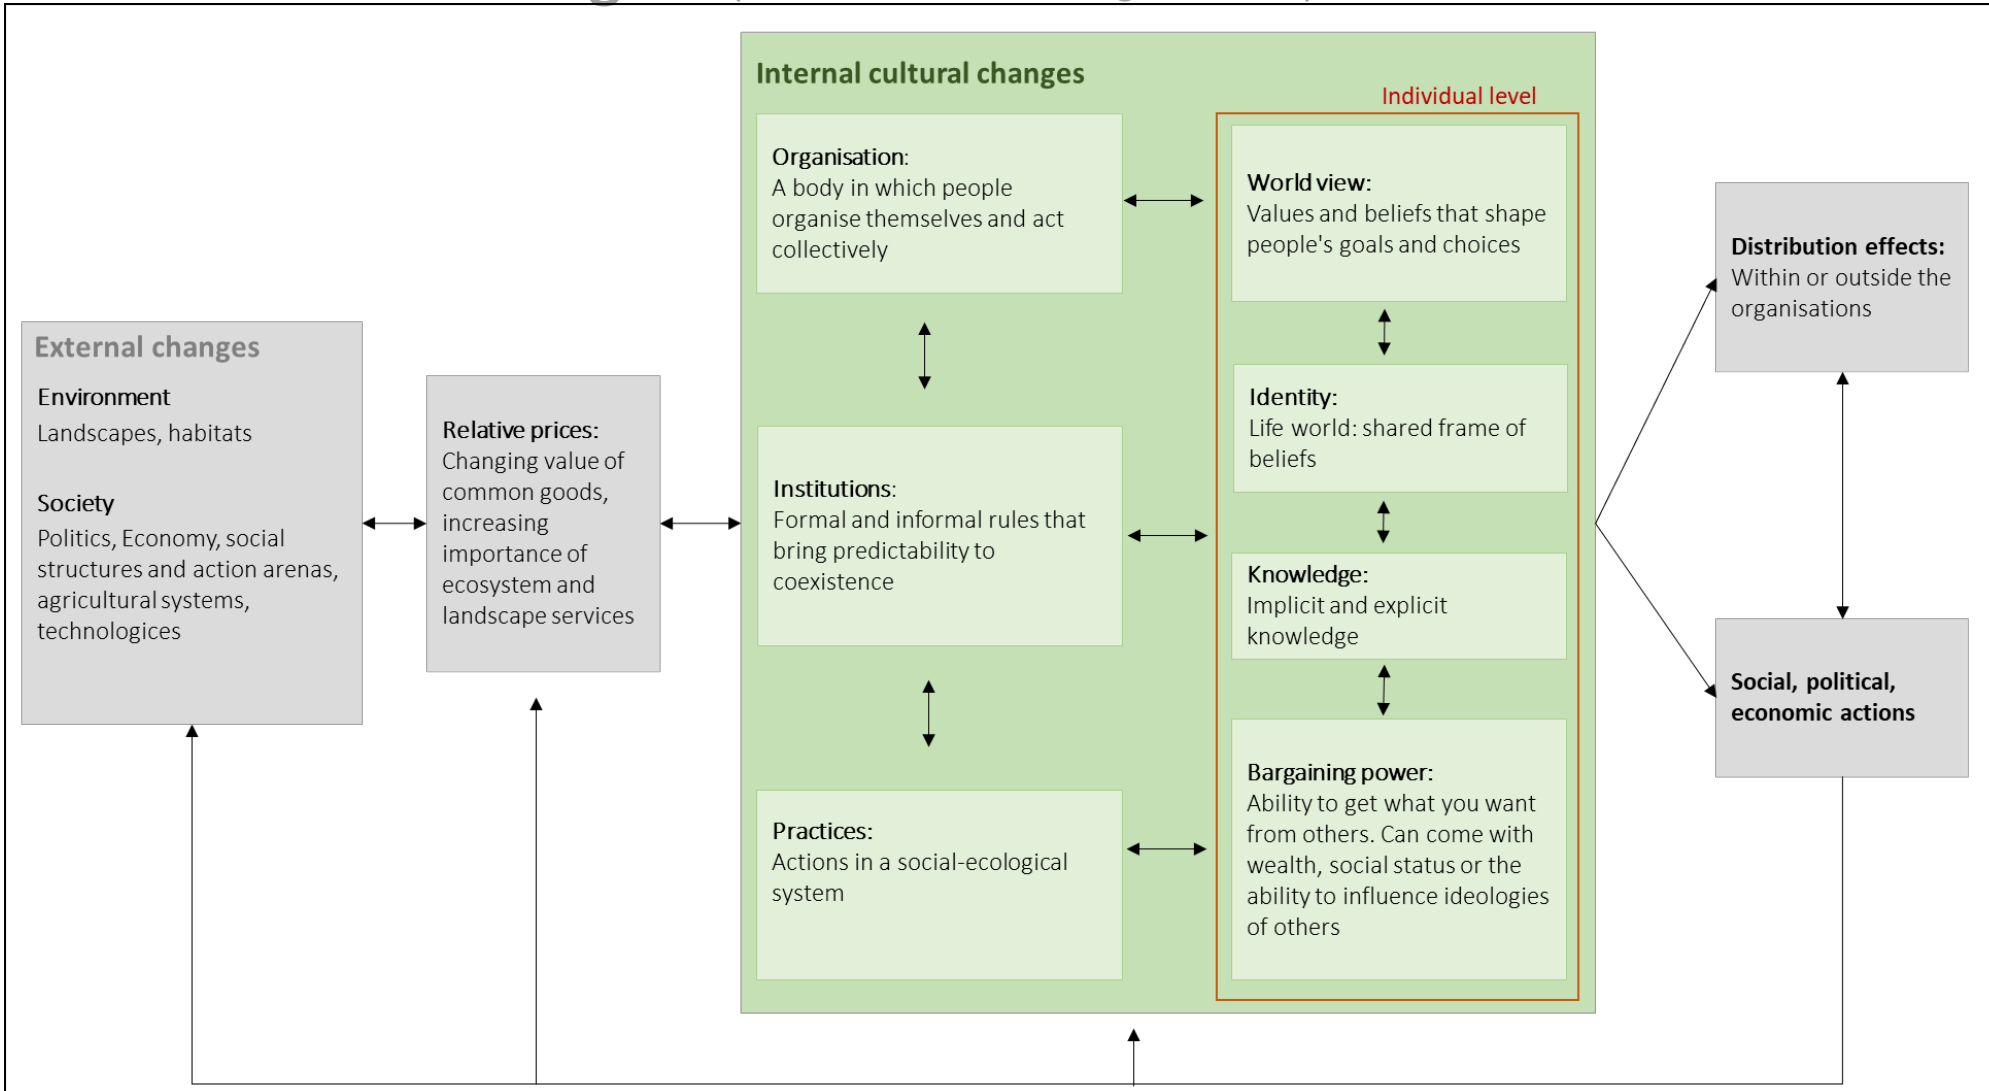 Internal cultural changes
Individual level
Organisation:
A body in which people
organise themselves and act
collectively
World view:
Values and beliefs that shape
people's goals and choices
Distribution effects:
Within or outside the
organisations
External changes
Environment
Landscapes, habitats
Society
Politics, Economy, social
structures and action arenas,
agricultural systems,
technologices
Relative prices:
Changing value of
common goods,
increasing
importance of
ecosystem and
landscape services
Identity:
Life world: shared frame of
beliefs
Institutions:
Formal and informal rules that
bring predictability to
coexistence
Knowledge:
Implicit and explicit
knowledge
Social, political,
economic actions
Practices:
Actions in a social-ecological
system
Bargaining power:
Ability to get what you want
from others. Can come with
wealth, social status or the
ability to influence ideologies
of others